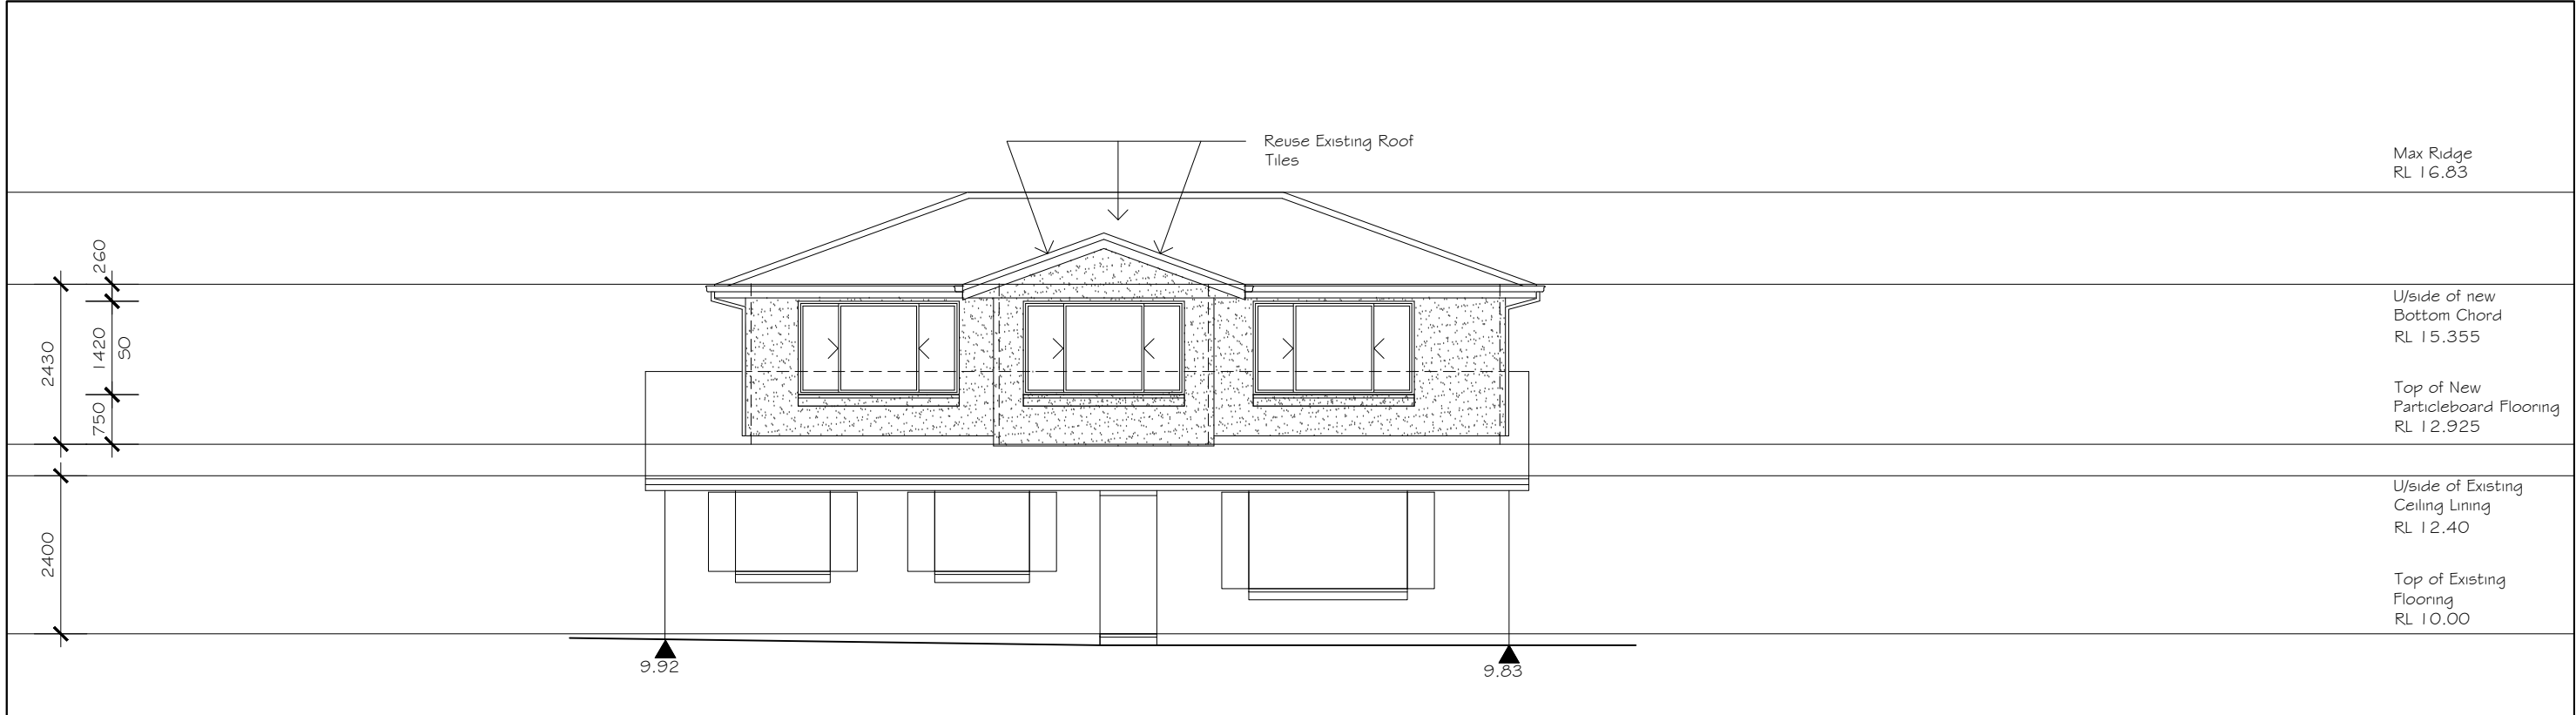 Reuse Existing Roof
Tiles
Max Ridge
RL 16.83
U/side of new
Bottom Chord
RL 15.355
Top of New
Particleboard Flooring
RL 12.925
U/side of Existing
Ceiling Lining
RL 12.40
Top of Existing
Flooring
RL 10.00
260
1420
SO
750
2430
2400
9.92
9.83